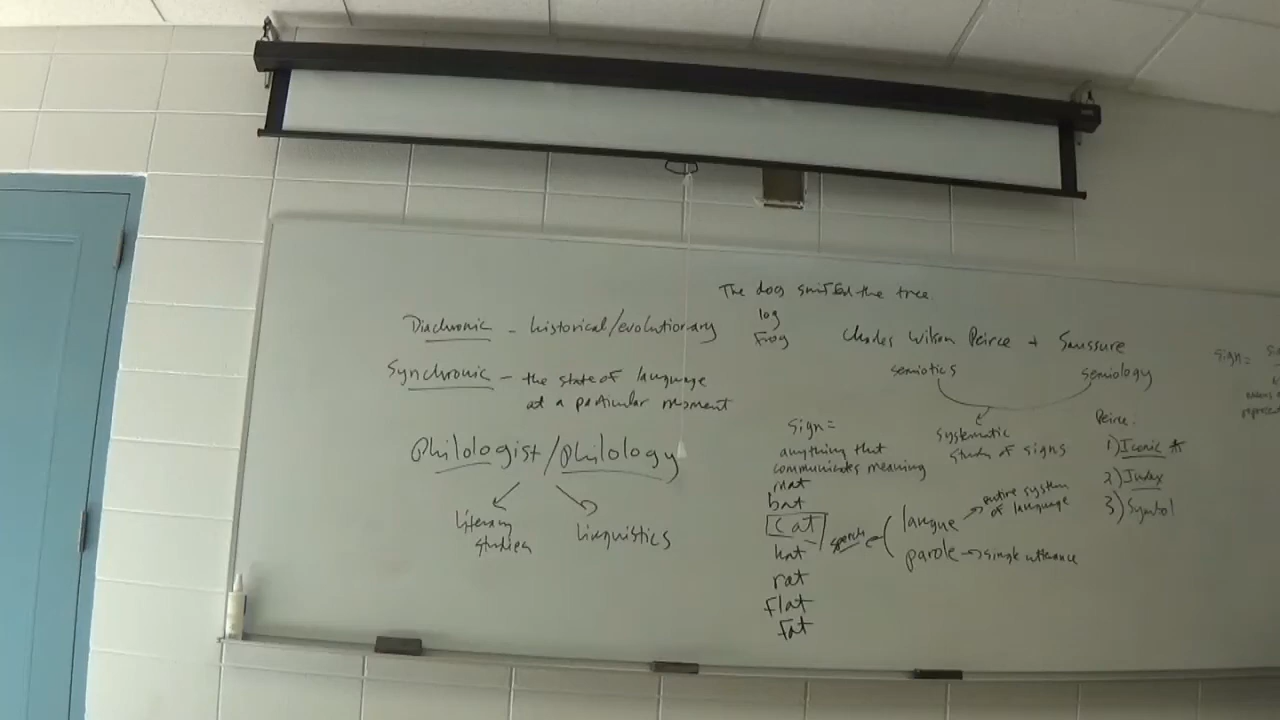 The dog sniffed the tree.
log
frog
Diachronic - historical/evolutionary
Synchronic - the state of language
at a particular moment
philologist/philology
Literary
studies
Linguistics
Charles Wilson Peirce + Saussure
semiotics
semiology
systematic
study of signs
sign=
anything that
communicates meaning
mat
bat
cat
hat
rat
flat
fat
speech
langue
entire system
of language
parole → single utterance
Peirce:
1) Iconic *
2) Index
3) Symbol
sign=
means